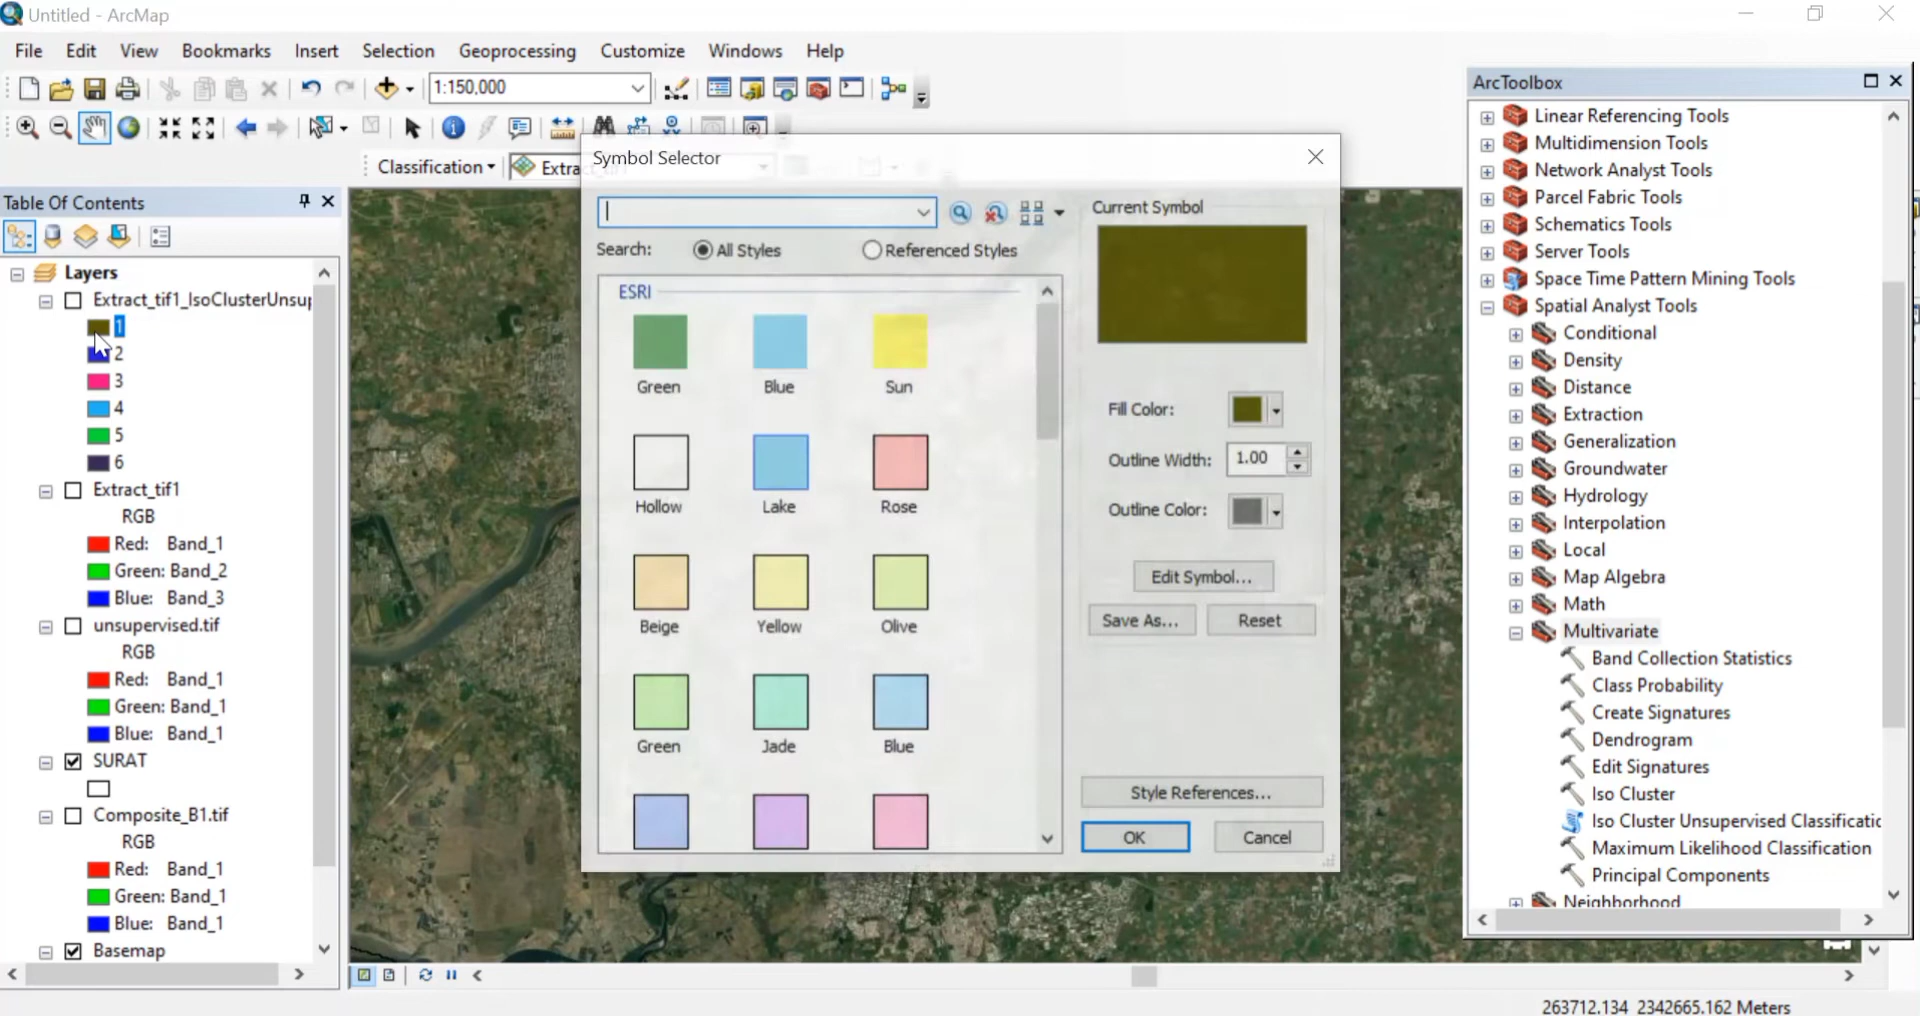 Untitled - ArcMap
File Edit View Bookmarks Insert Selection Geoprocessing Customize Windows Help
1:150,000
Classification
Table Of Contents
Layers
Extract_tif1_IsoClusterUnsup
1
2
3
4
5
6
Extract_tif1
RGB
Red: Band_1
Green: Band_2
Blue: Band_3
unsupervised.tif
RGB
Red: Band_1
Green: Band_1
Blue: Band_1
SURAT
Composite_B1.tif
RGB
Red: Band_1
Green: Band_1
Blue: Band_1
Basemap
Symbol Selector
Search: All Styles Referenced Styles
ESRI
Green Blue Sun
Hollow Lake Rose
Beige Yellow Olive
Green Jade Blue
Current Symbol
Fill Color:
Outline Width: 1.00
Outline Color:
Edit Symbol...
Save As... Reset
Style References...
OK Cancel
ArcToolbox
Linear Referencing Tools
Multidimension Tools
Network Analyst Tools
Parcel Fabric Tools
Schematics Tools
Server Tools
Space Time Pattern Mining Tools
Spatial Analyst Tools
Conditional
Density
Distance
Extraction
Generalization
Groundwater
Hydrology
Interpolation
Local
Map Algebra
Math
Multivariate
Band Collection Statistics
Class Probability
Create Signatures
Dendrogram
Edit Signatures
Iso Cluster
Iso Cluster Unsupervised Classificatio
Maximum Likelihood Classification
Principal Components
Neighborhood
263712.134 2342665.162 Meters